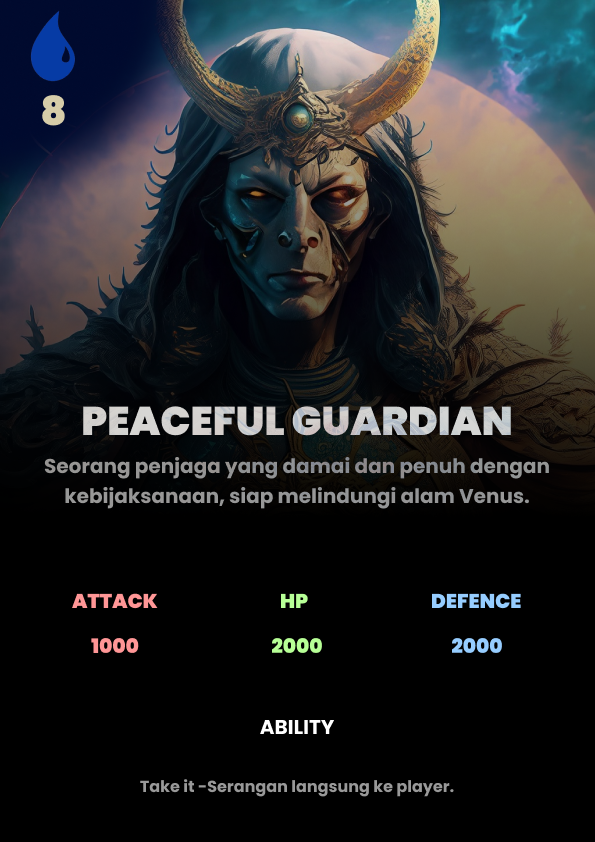 8
PEACEFUL GUARDIAN
Seorang penjaga yang damai dan penuh dengan
kebijaksanaan, siap melindungi alam Venus.
ATTACK HP DEFENCE
1000 2000 2000
ABILITY
Take it -Serangan langsung ke player.